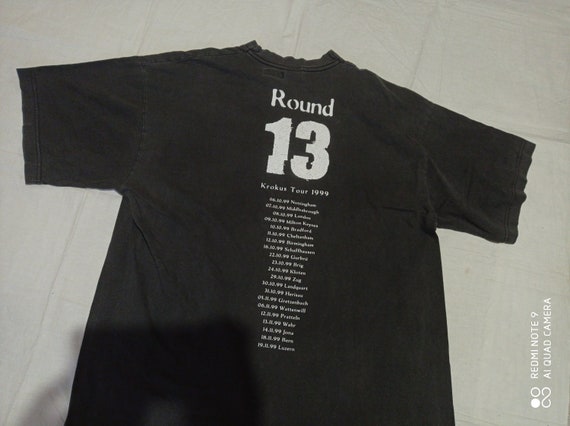 Round
13
Krokus Tour 1999
06.10.99 Nottingham
07.10.99 Middlesbrough
08.10.99 London
09.10.99 Milton Keynes
10.10.99 Bradford
11.10.99 Cheltenham
12.10.99 Birmingham
16.10.99 Schaffhausen
22.10.99
23.10.99 Brig
24.10.99 Kloten
29.10.99 Zug
30.10.99 Landquart
31.10.99 Herisau
05.11.99 Gretzenbach
06.11.99 Wattenwil
12.11.99 Pratteln
13.11.99
14.11.99 Jona
18.11.99 Bern
19.11.99 Luzern
REDMI NOTE 9
AI QUAD CAMERA